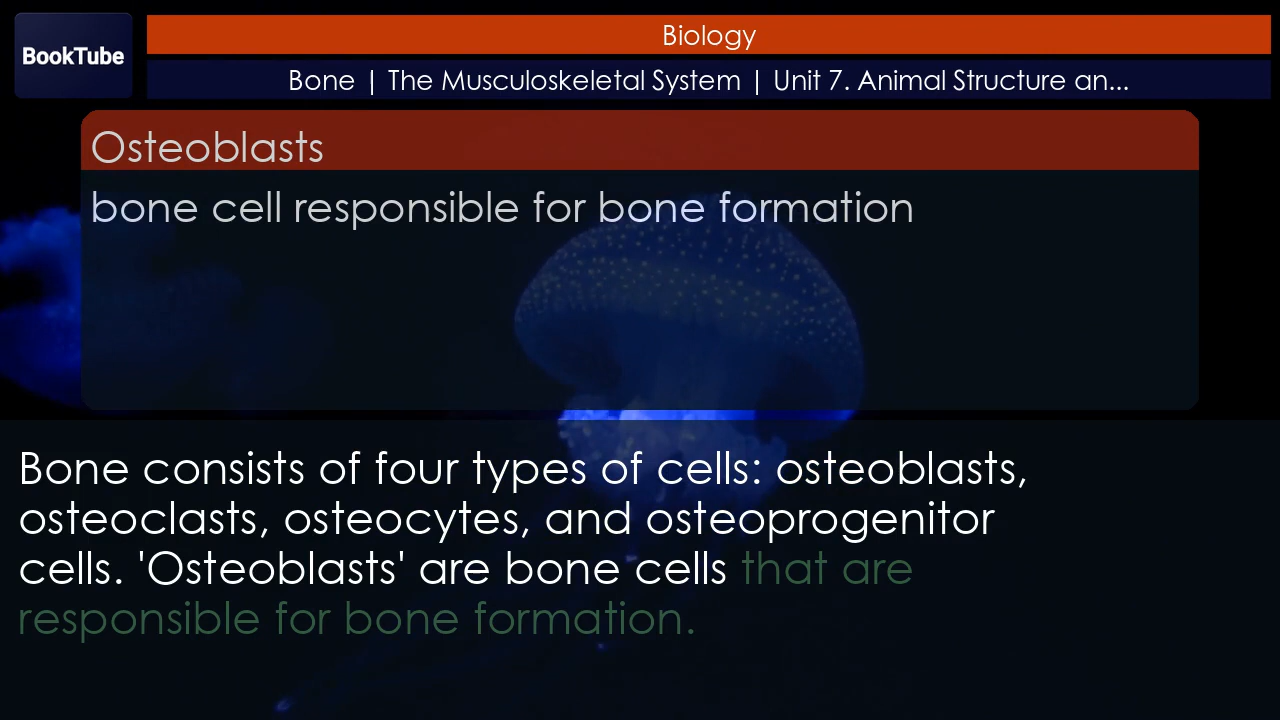 BookTube
Biology
Bone | The Musculoskeletal System | Unit 7. Animal Structure an...
Osteoblasts
bone cell responsible for bone formation
Bone consists of four types of cells: osteoblasts,
osteoclasts, osteocytes, and osteoprogenitor
cells. 'Osteoblasts' are bone cells that are
responsible for bone formation.